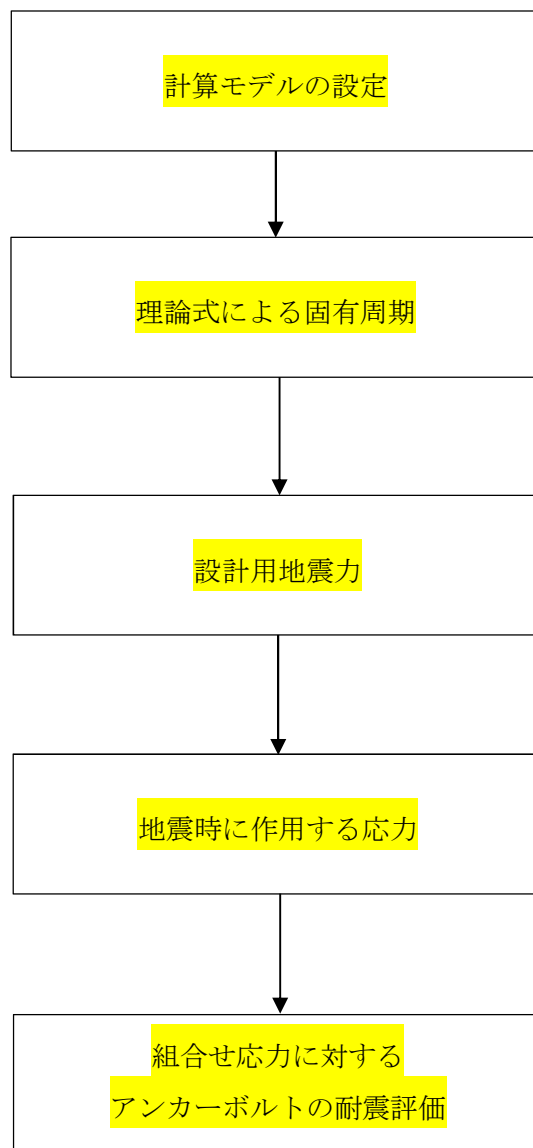 計算モデルの設定
理論式による固有周期
設計用地震力
地震時に作用する応力
組合せ応力に対する
アンカーボルトの耐震評価